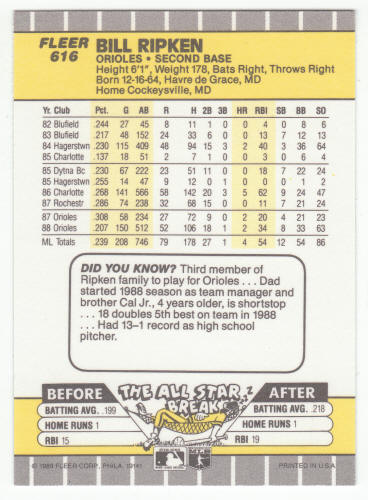 FLEER
616
BILL RIPKEN
ORIOLES • SECOND BASE
Height 6'1", Weight 178, Bats Right, Throws Right
Born 12-16-64, Havre de Grace, MD
Home Cockeysville, MD
Yr. Club Pct. G AB R H 2B 3B HR RBI SB BB SO
82 Blufield .244 27 45 8 11 1 0 0 4 0 8 6
83 Blufield .217 48 152 24 33 6 0 0 13 7 12 13
84 Hagerstwn .230 115 409 48 94 15 3 2 40 3 36 64
85 Charlotte .137 18 51 2 7 1 0 0 3 0 6 4
85 Dytna Bc .230 67 222 23 51 11 0 0 18 7 22 24
85 Hagerstwn .255 14 47 9 12 0 1 0 0 0 1 2
86 Charlotte .268 141 566 58 142 20 3 5 62 9 24 47
87 Rochestr .286 74 238 32 68 15 0 0 11 7 21 24
87 Orioles .308 58 234 27 72 9 0 2 20 4 21 23
88 Orioles .207 150 512 52 106 18 1 2 34 8 33 63
ML Totals .239 208 746 79 178 27 1 4 54 12 54 86
DID YOU KNOW? Third member of
Ripken family to play for Orioles . . . Dad
started 1988 season as team manager and
brother Cal Jr., 4 years older, is shortstop
. . . 18 doubles 5th best on team in 1988
. . . Had 13–1 record as high school
pitcher.
BEFORE THE ALL STAR BREAK AFTER
BATTING AVG. .199 BATTING AVG. .218
HOME RUNS 1 HOME RUNS 1
RBI 15 RBI 19
© 1989 FLEER CORP., PHILA. 19141 PRINTED IN U.S.A.